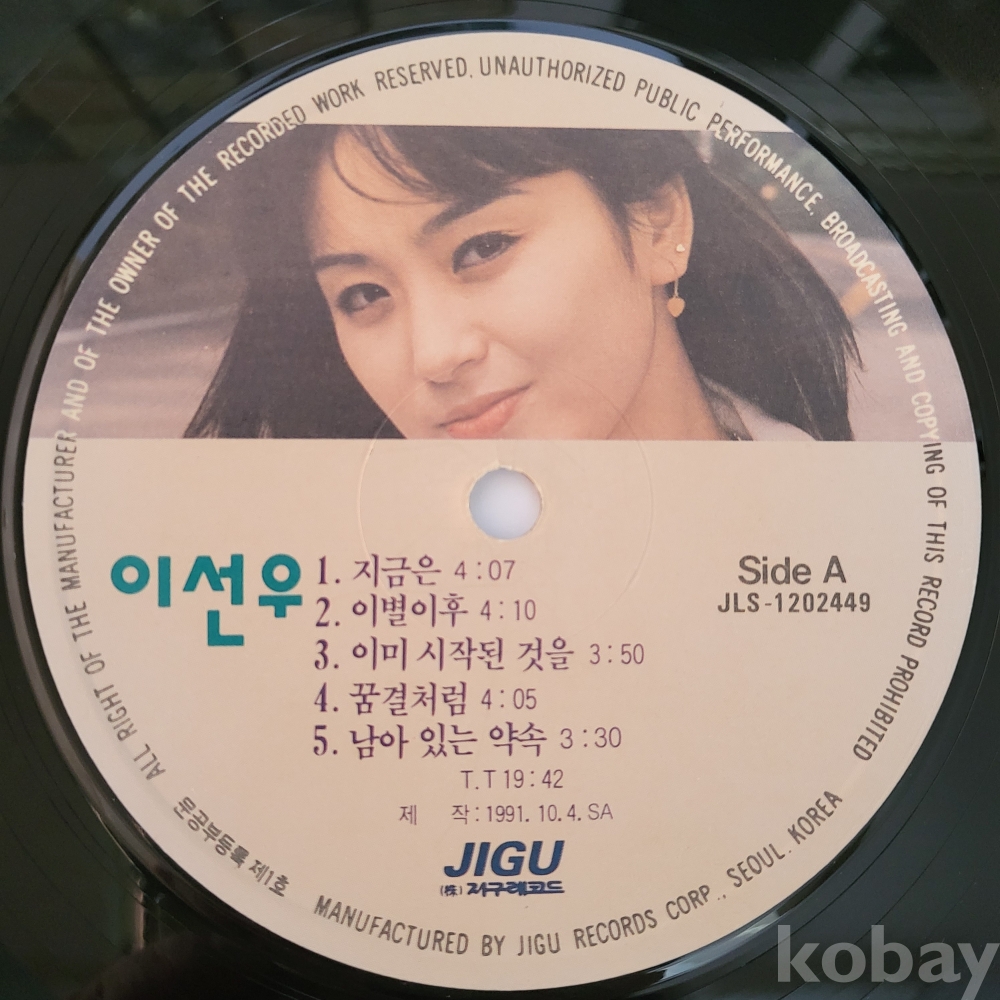 ALL RIGHT OF THE MANUFACTURER AND OF THE OWNER OF THE RECORDED WORK RESERVED. UNAUTHORIZED PUBLIC PERFORMANCE, BROADCASTING AND COPYING OF THIS RECORD PROHIBITED
이선우
1. 지금은 4:07
2. 이별이후 4:10
3. 이미 시작된 것을 3:50
4. 꿈결처럼 4:05
5. 남아 있는 약속 3:30
T.T 19:42
제 작: 1991. 10. 4. SA
Side A
JLS-1202449
JIGU
(株) 지구레코드
문공부등록 제1호
MANUFACTURED BY JIGU RECORDS CORP., SEOUL. KOREA
kobay